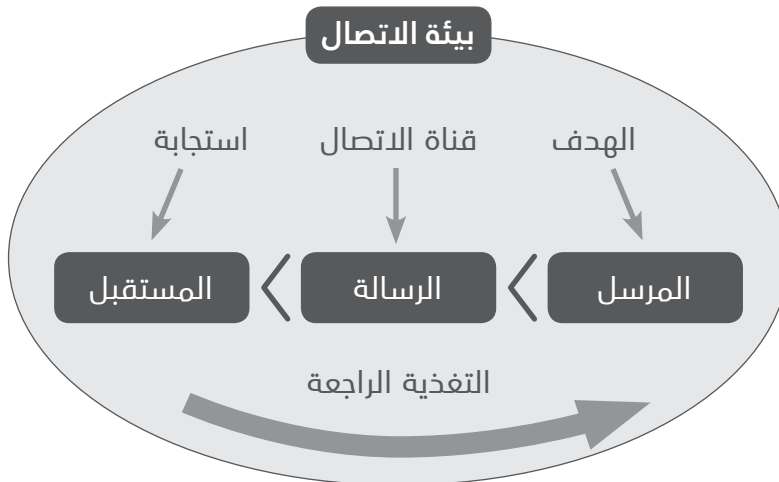 بيئة الاتصال
الهدف قناة الاتصال استجابة
المرسل الرسالة المستقبل
التغذية الراجعة